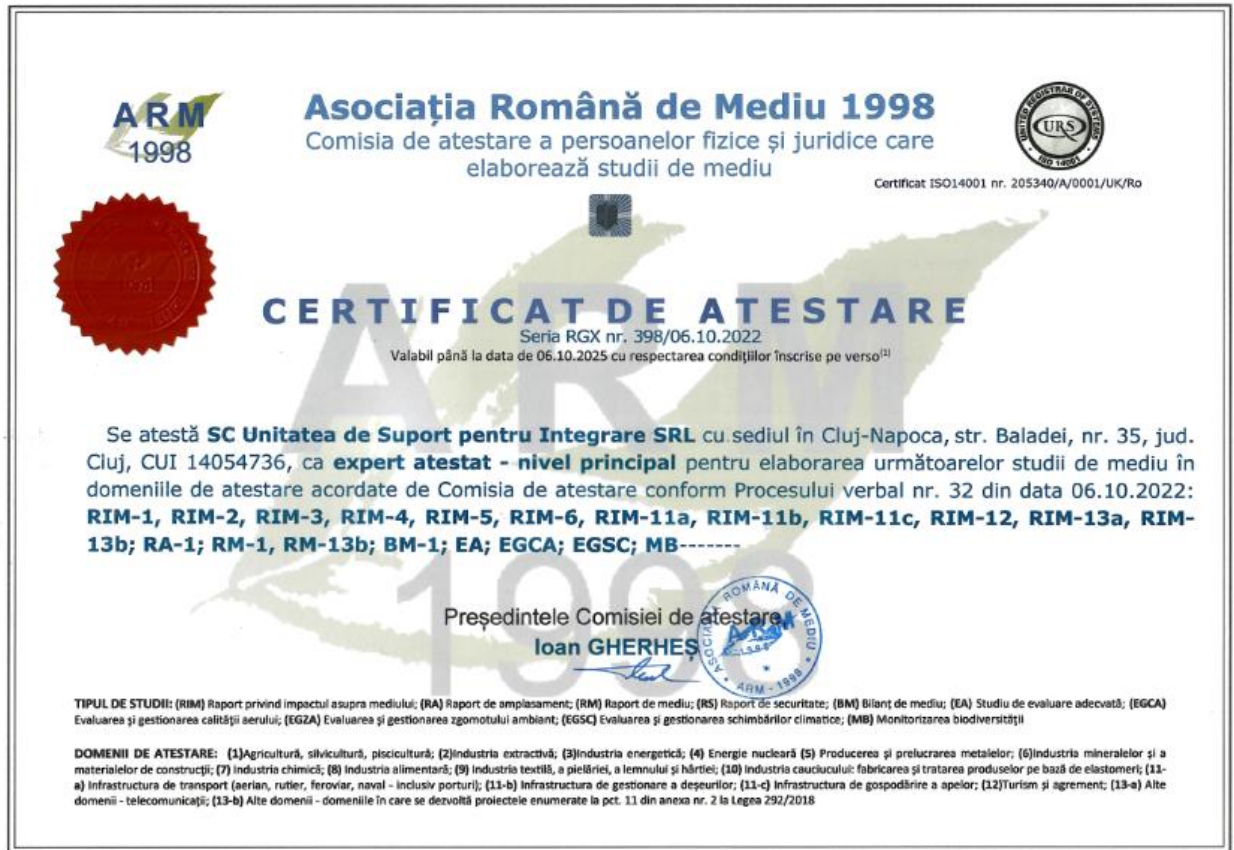 ARM
1998
Asociația Română de Mediu 1998
Comisia de atestare a persoanelor fizice și juridice care
elaborează studii de mediu
UNITED REGISTRAR OF SYSTEMS
URS
ISO 14001
Certificat ISO14001 nr. 205340/A/0001/UK/Ro
CERTIFICAT DE ATESTARE
Seria RGX nr. 398/06.10.2022
Valabil până la data de 06.10.2025 cu respectarea condițiilor înscrise pe verso(1)
Se atestă SC Unitatea de Suport pentru Integrare SRL cu sediul în Cluj-Napoca, str. Baladei, nr. 35, jud.
Cluj, CUI 14054736, ca expert atestat - nivel principal pentru elaborarea următoarelor studii de mediu în
domeniile de atestare acordate de Comisia de atestare conform Procesului verbal nr. 32 din data 06.10.2022:
RIM-1, RIM-2, RIM-3, RIM-4, RIM-5, RIM-6, RIM-11a, RIM-11b, RIM-11c, RIM-12, RIM-13a, RIM-
13b; RA-1; RM-1, RM-13b; BM-1; EA; EGCA; EGSC; MB-------
ARM
1998
Președintele Comisiei de atestare,
Ioan GHERHEȘ
ASOCIAȚIA ROMÂNĂ DE MEDIU
ARM - 1998
TIPUL DE STUDII: (RIM) Raport privind impactul asupra mediului; (RA) Raport de amplasament; (RM) Raport de mediu; (RS) Raport de securitate; (BM) Bilanț de mediu; (EA) Studiu de evaluare adecvată; (EGCA)
Evaluarea și gestionarea calității aerului; (EGZA) Evaluarea și gestionarea zgomotului ambiant; (EGSC) Evaluarea și gestionarea schimbărilor climatice; (MB) Monitorizarea biodiversității
DOMENII DE ATESTARE: (1)Agricultură, silvicultură, piscicultură; (2)Industria extractivă; (3)Industria energetică; (4) Energie nucleară (5) Producerea și prelucrarea metalelor; (6)Industria mineralelor și a
materialelor de construcții; (7) Industria chimică; (8) Industria alimentară; (9) Industria textilă, a pielăriei, a lemnului și hârtiei; (10) Industria cauciucului: fabricarea și tratarea produselor pe bază de elastomeri; (11-
a) Infrastructura de transport (aerian, rutier, feroviar, naval - inclusiv porturi); (11-b) Infrastructura de gestionare a deșeurilor; (11-c) Infrastructura de gospodărire a apelor; (12)Turism și agrement; (13-a) Alte
domenii - telecomunicații; (13-b) Alte domenii - domeniile în care se dezvoltă proiectele enumerate la pct. 11 din anexa nr. 2 la Legea 292/2018